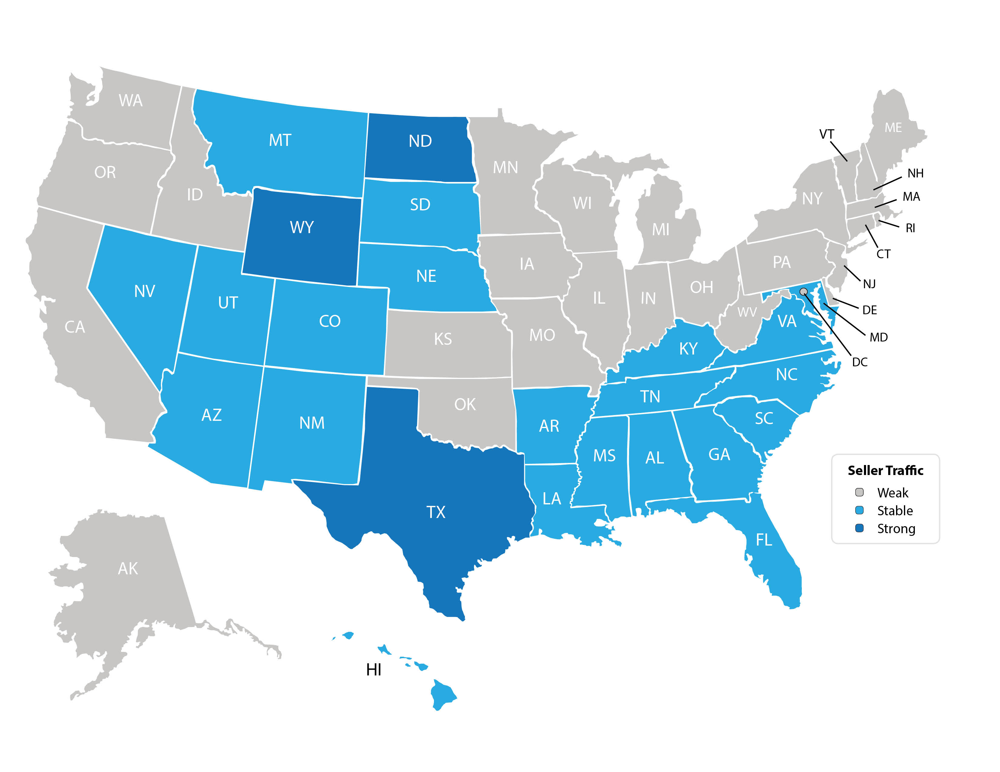 WA
ME
VT
MT
ND
MN
OR
NH
ID
MA
NY
WI
SD
WY
MI
RI
CT
PA
IA
NE
NJ
NV
OH
IN
IL
UT
DE
WV
CO
VA
CA
MO
KS
MD
KY
DC
NC
TN
OK
AZ
SC
NM
AR
GA
MS
AL
Seller Traffic
Weak
LA
Stable
TX
Strong
FL
AK
HI